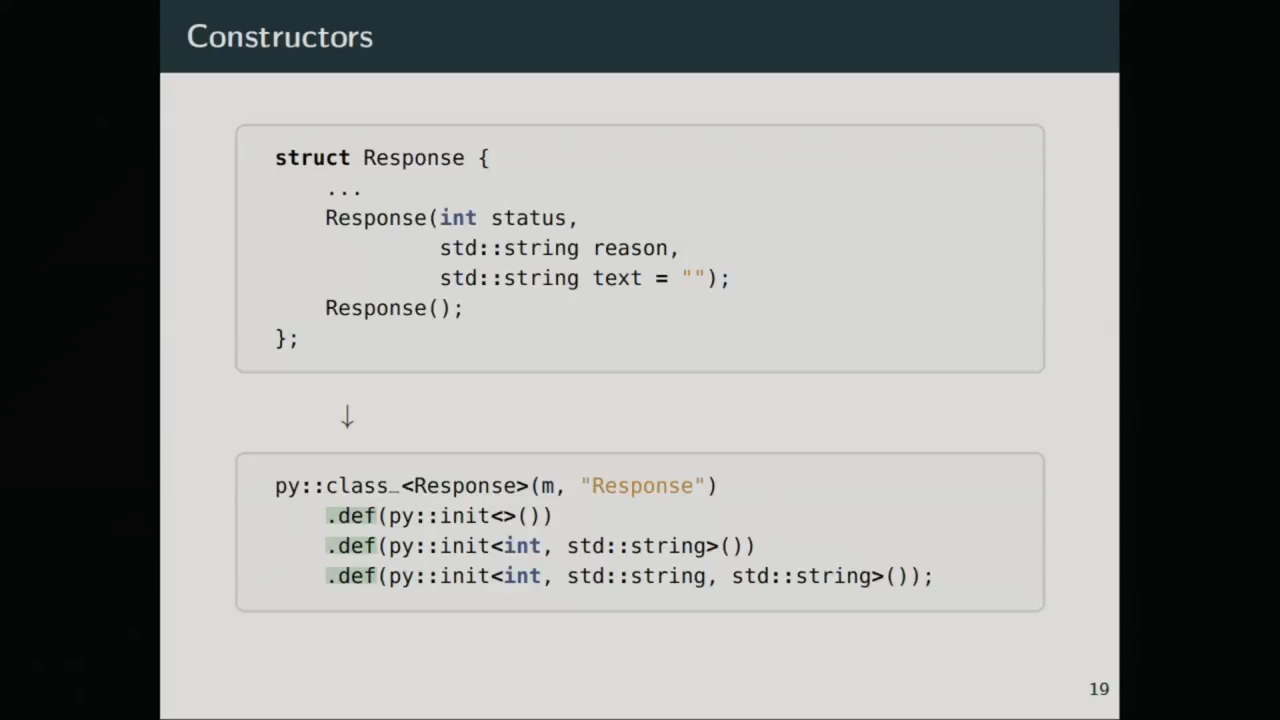 Constructors
struct Response {
    ...
    Response(int status,
             std::string reason,
             std::string text = "");
    Response();
};
↓
py::class_<Response>(m, "Response")
    .def(py::init<>())
    .def(py::init<int, std::string>())
    .def(py::init<int, std::string, std::string>());
19